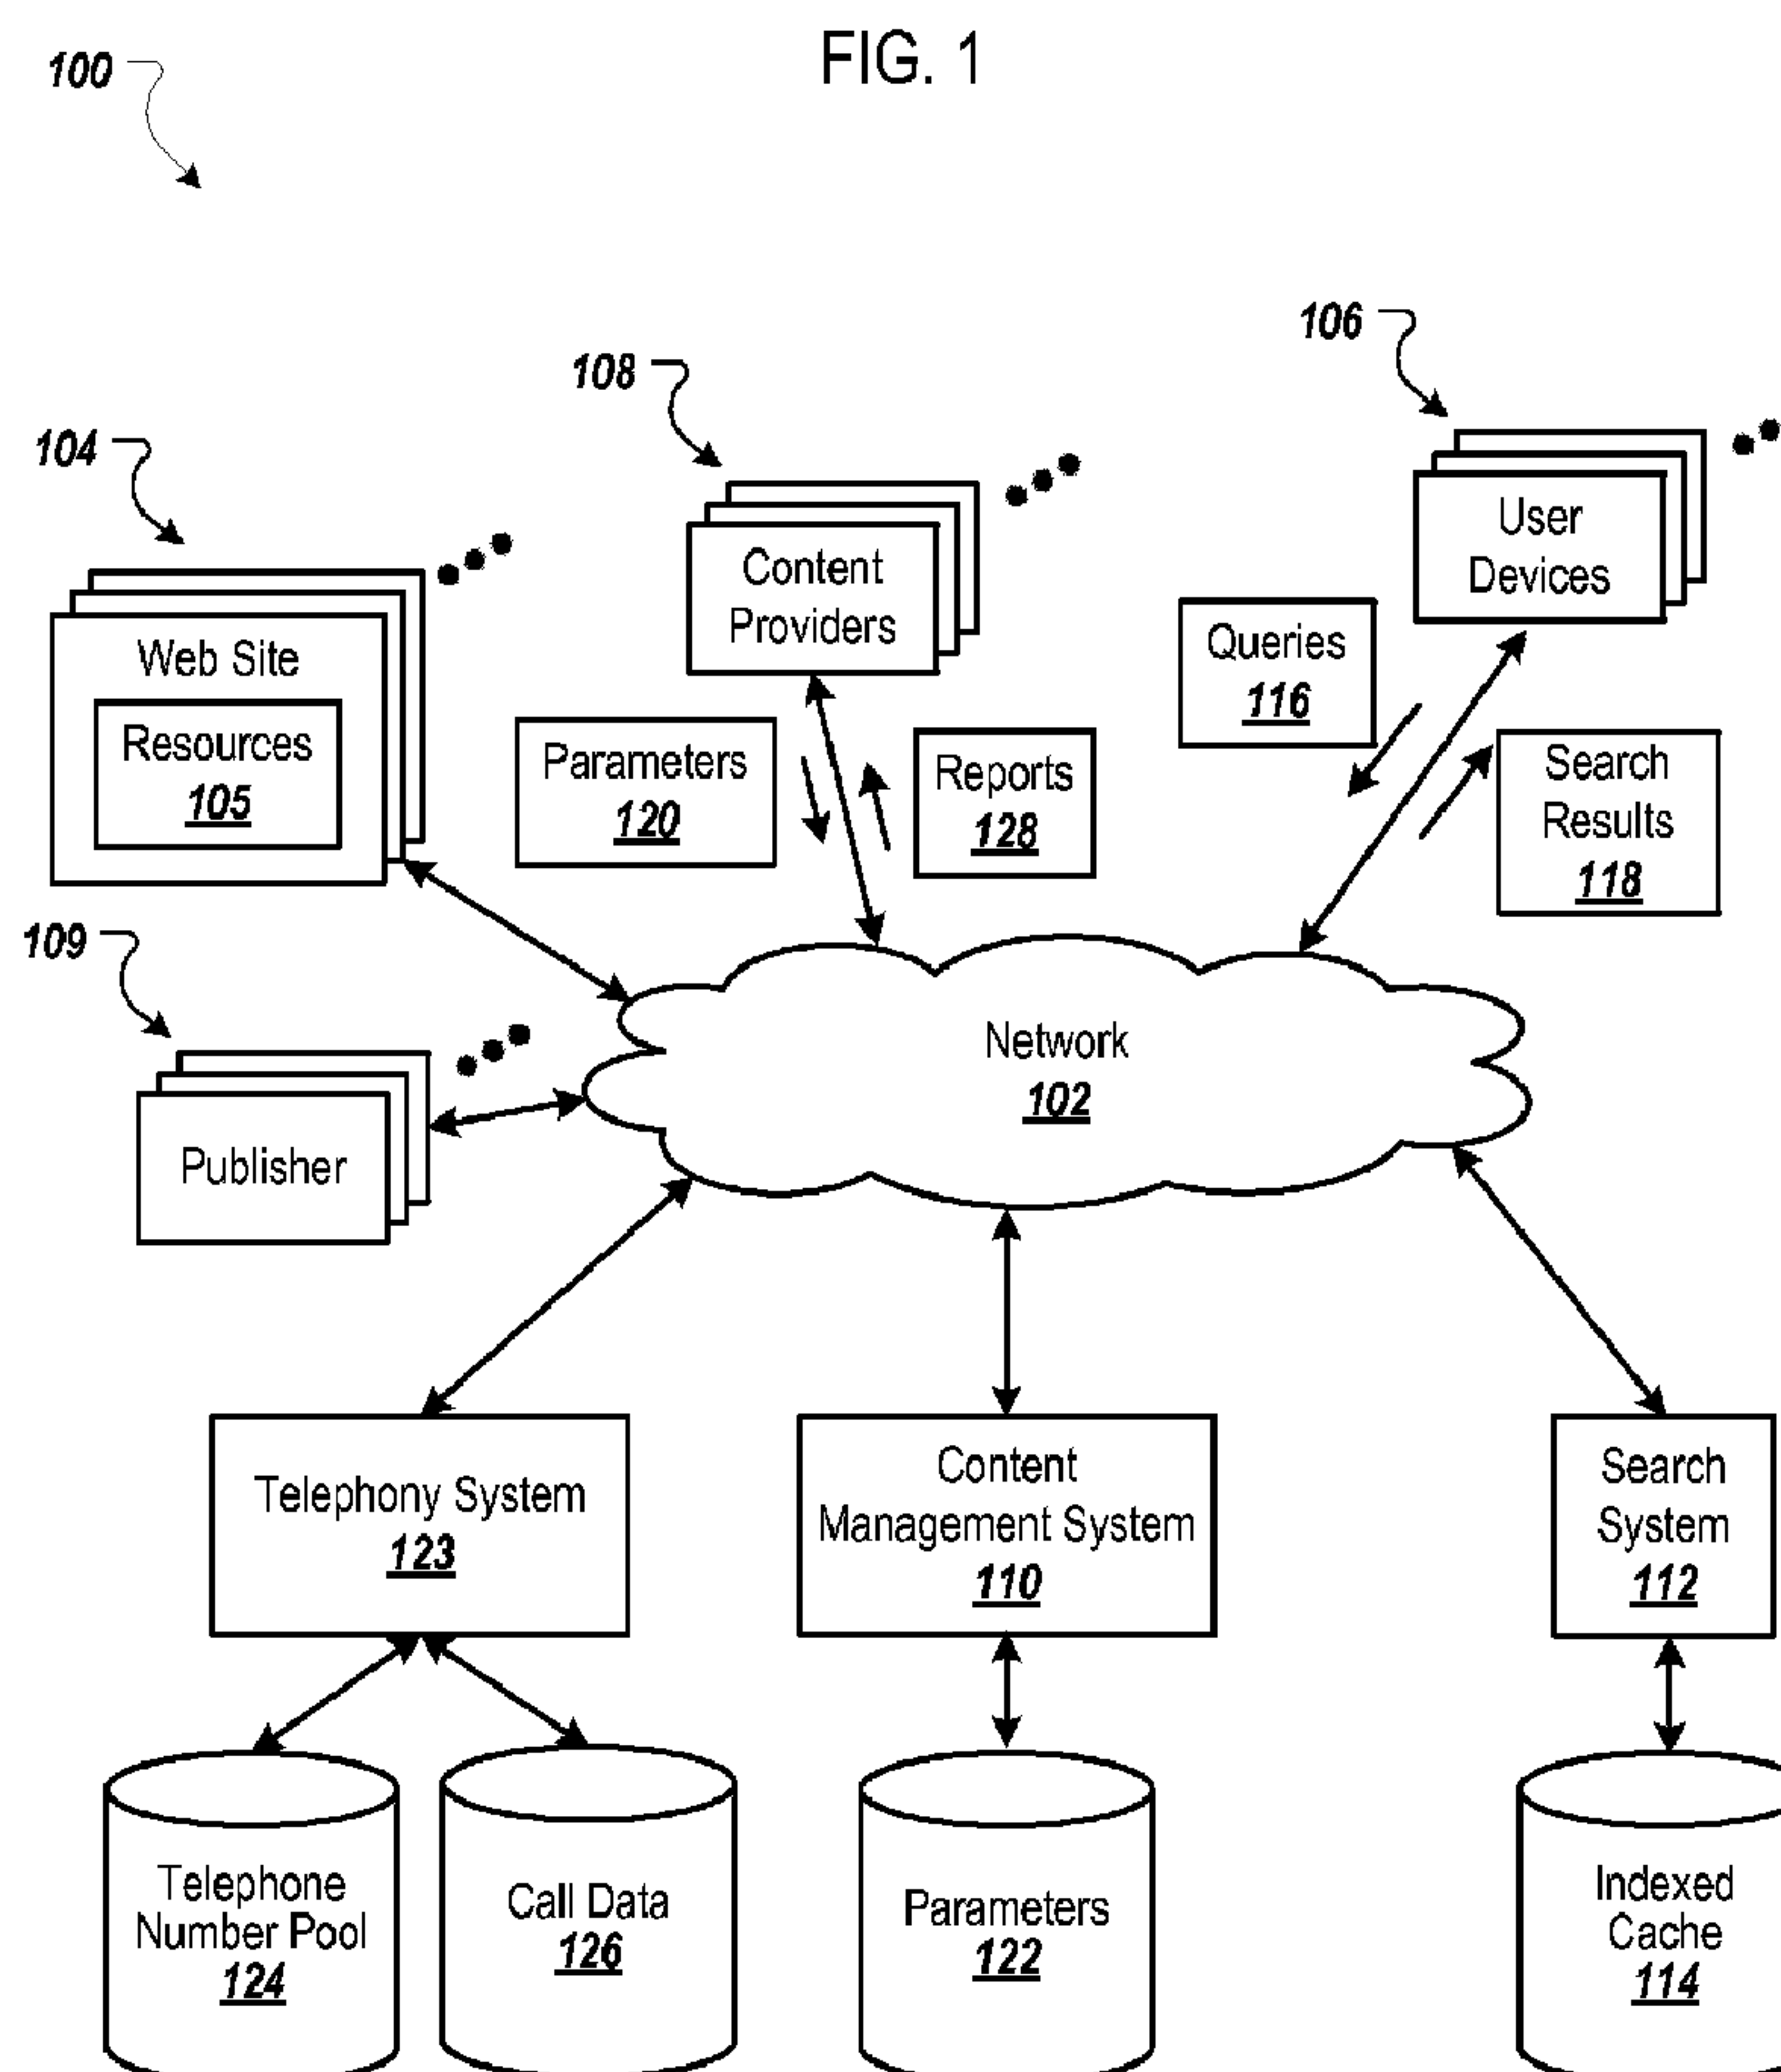 FIG. 1
100
106
108
104
User
Devices
Content
Providers
Queries
116
Web Site
Resources
105
Parameters
120
Reports
128
Search
Results
118
109
Network
102
Publisher
Telephony System
123
Content
Management System
110
Search
System
112
Telephone
Number Pool
124
Call Data
126
Parameters
122
Indexed
Cache
114